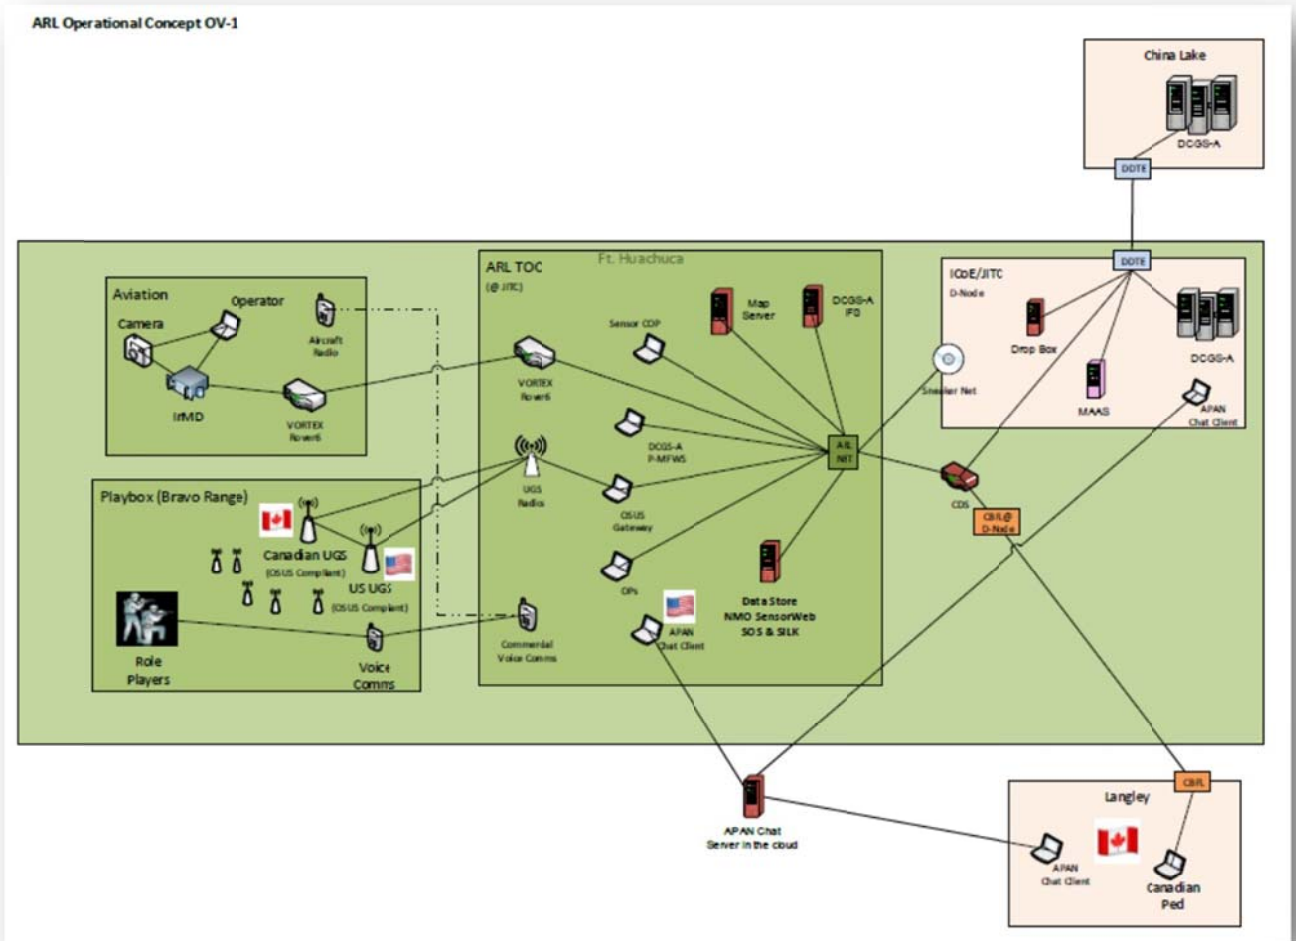 ARL Operational Concept OV-1
China Lake
DCGS-A
DDTE
DDTE
Ft. Huachuca
ARL TOC
(@ JITC)
ICoE/JITC
D-Node
Drop Box
MAAS
DCGS-A
APAN
Chat Client
Sneaker Net
Aviation
Camera
Operator
Aircraft
Radio
VORTEX
Rover6
Sensor COP
Map
Server
DCGS-A
VORTEX
Rover6
DCGS-A
P-MFWS
ARL
NET
UGS
Radios
OSUS
Gateway
CDS
CBFL@
D-Node
Playbox (Bravo Range)
Canadian UGS
(OSUS Compliant)
US UGS
(OSUS Compliant)
Role
Players
Voice
Comms
Commercial
Voice Comms
OPs
APAN
Chat Client
Data Store
NMO SensorWeb
SOS & SILK
APAN Chat
Server in the cloud
CBFL
Langley
APAN
Chat Client
Canadian
Ped